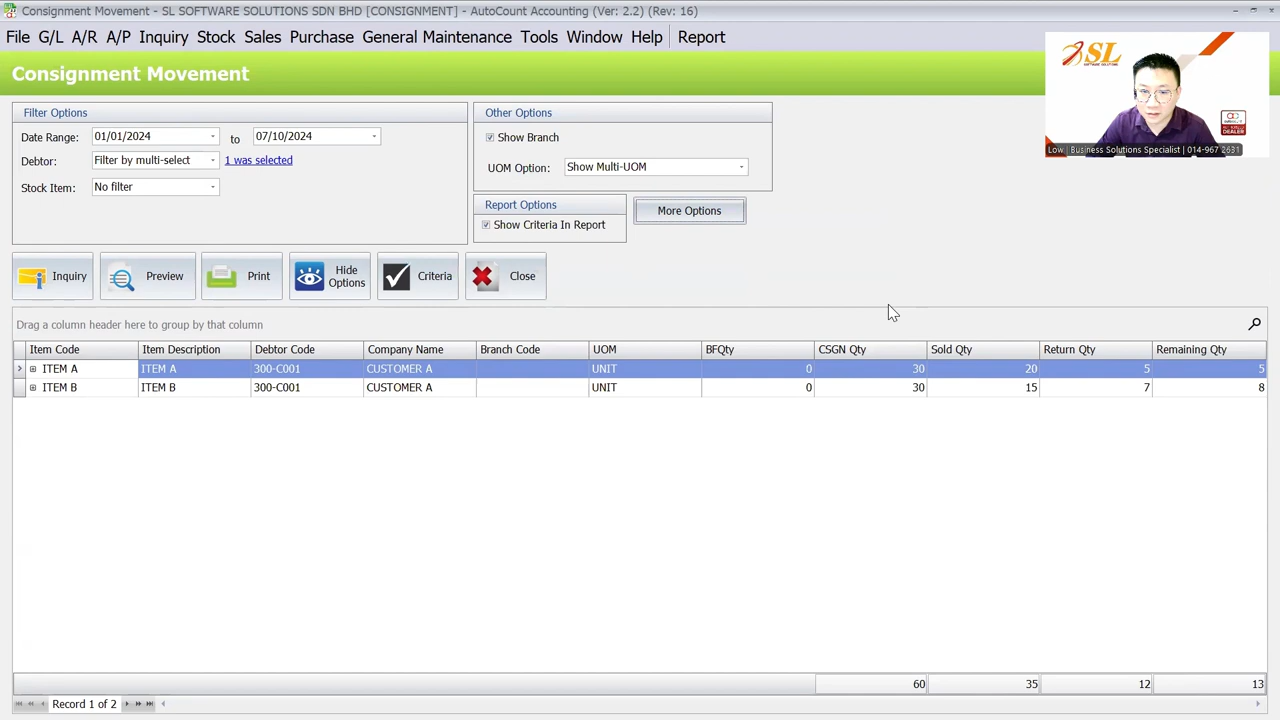 Consignment Movement - SL SOFTWARE SOLUTIONS SDN BHD [CONSIGNMENT] - AutoCount Accounting (Ver: 2.2) (Rev: 16)
File G/L A/R A/P Inquiry Stock Sales Purchase General Maintenance Tools Window Help Report
Consignment Movement
SL
SOFTWARE SOLUTIONS
DEALER
Low | Business Solutions Specialist | 014-967 2631
Filter Options
Date Range: 01/01/2024 to 07/10/2024
Debtor: Filter by multi-select 1 was selected
Stock Item: No filter
Other Options
Show Branch
UOM Option: Show Multi-UOM
Report Options
Show Criteria In Report
More Options
Inquiry Preview Print Hide Options Criteria Close
Drag a column header here to group by that column
Item Code Item Description Debtor Code Company Name Branch Code UOM BFQty CSGN Qty Sold Qty Return Qty Remaining Qty
ITEM A ITEM A 300-C001 CUSTOMER A UNIT 0 30 20 5 5
ITEM B ITEM B 300-C001 CUSTOMER A UNIT 0 30 15 7 8
60 35 12 13
Record 1 of 2